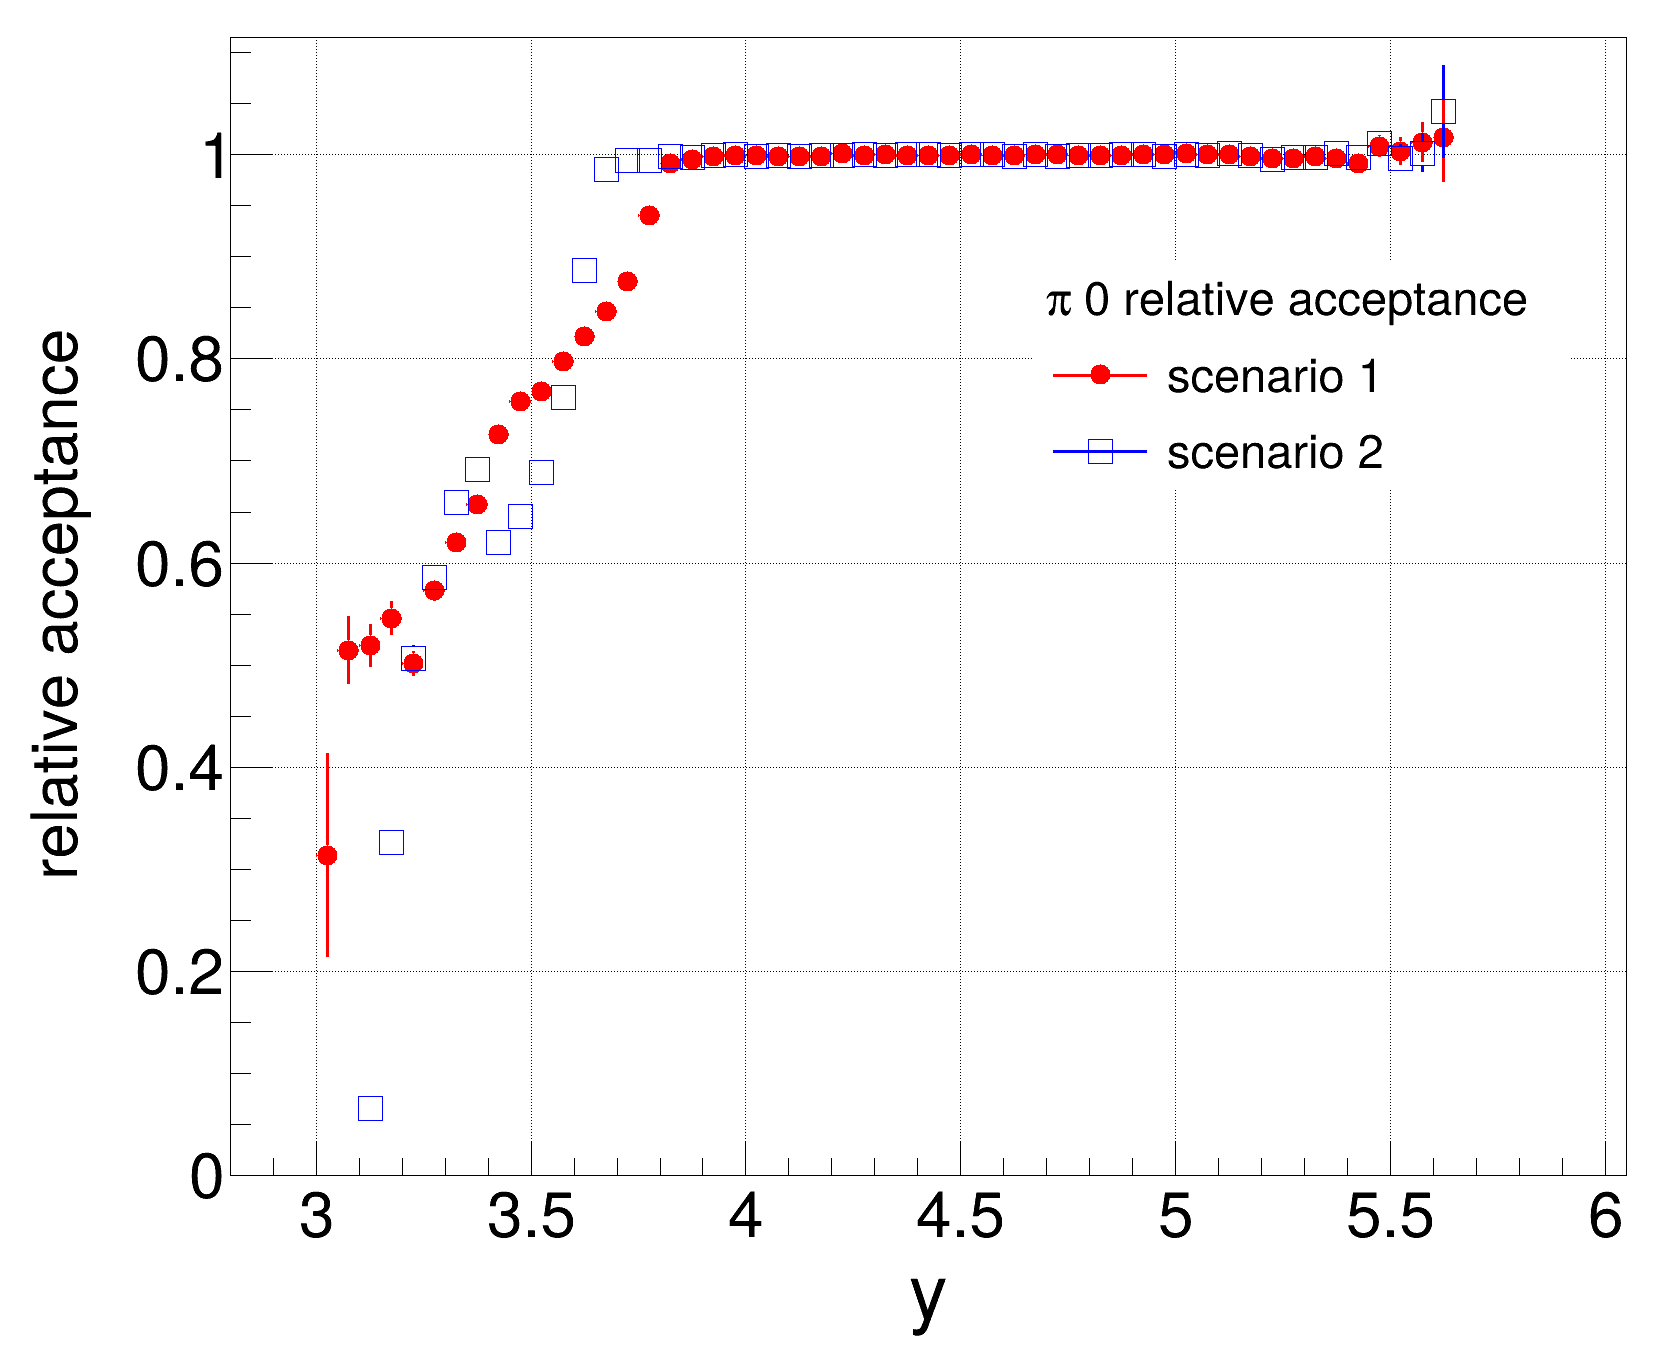 relative acceptance
1
0.8
0.6
0.4
0.2
0
π 0 relative acceptance
scenario 1
scenario 2
3 3.5 4 4.5 5 5.5 6
y